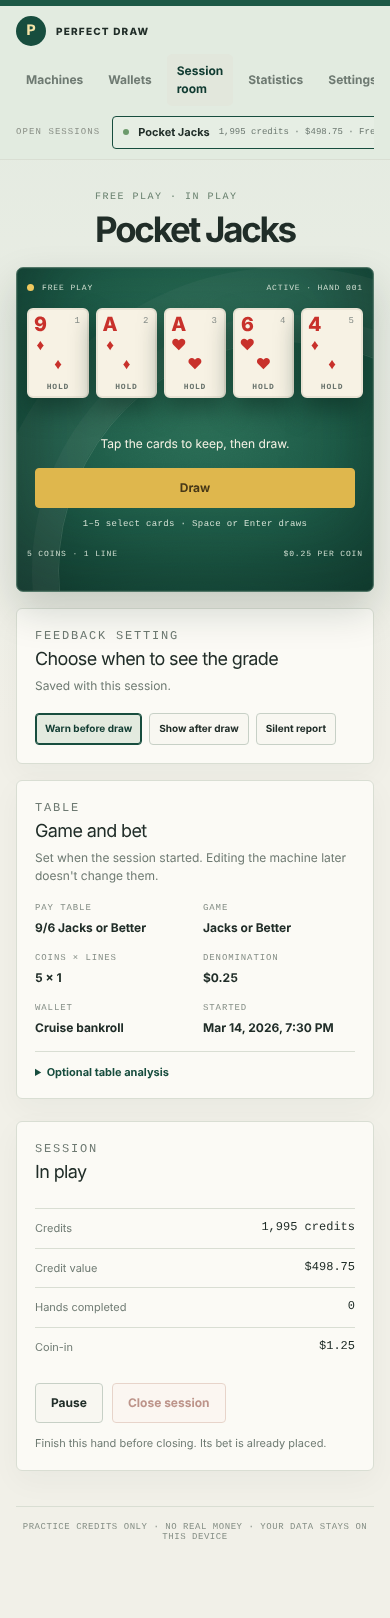 P PERFECT DRAW
Machines Wallets Session room Statistics Settings
OPEN SESSIONS Pocket Jacks 1,995 credits · $498.75 · Fre
FREE PLAY · IN PLAY
Pocket Jacks
FREE PLAY ACTIVE · HAND 001
9 1 A 2 A 3 6 4 4 5
♦ ♦ ♥ ♥ ♦
♦ ♦ ♥ ♥ ♦
HOLD HOLD HOLD HOLD HOLD
Tap the cards to keep, then draw.
Draw
1–5 select cards · Space or Enter draws
5 COINS · 1 LINE $0.25 PER COIN
FEEDBACK SETTING
Choose when to see the grade
Saved with this session.
Warn before draw Show after draw Silent report
TABLE
Game and bet
Set when the session started. Editing the machine later
doesn't change them.
PAY TABLE GAME
9/6 Jacks or Better Jacks or Better
COINS × LINES DENOMINATION
5 × 1 $0.25
WALLET STARTED
Cruise bankroll Mar 14, 2026, 7:30 PM
▶ Optional table analysis
SESSION
In play
Credits 1,995 credits
Credit value $498.75
Hands completed 0
Coin-in $1.25
Pause Close session
Finish this hand before closing. Its bet is already placed.
PRACTICE CREDITS ONLY · NO REAL MONEY · YOUR DATA STAYS ON
THIS DEVICE